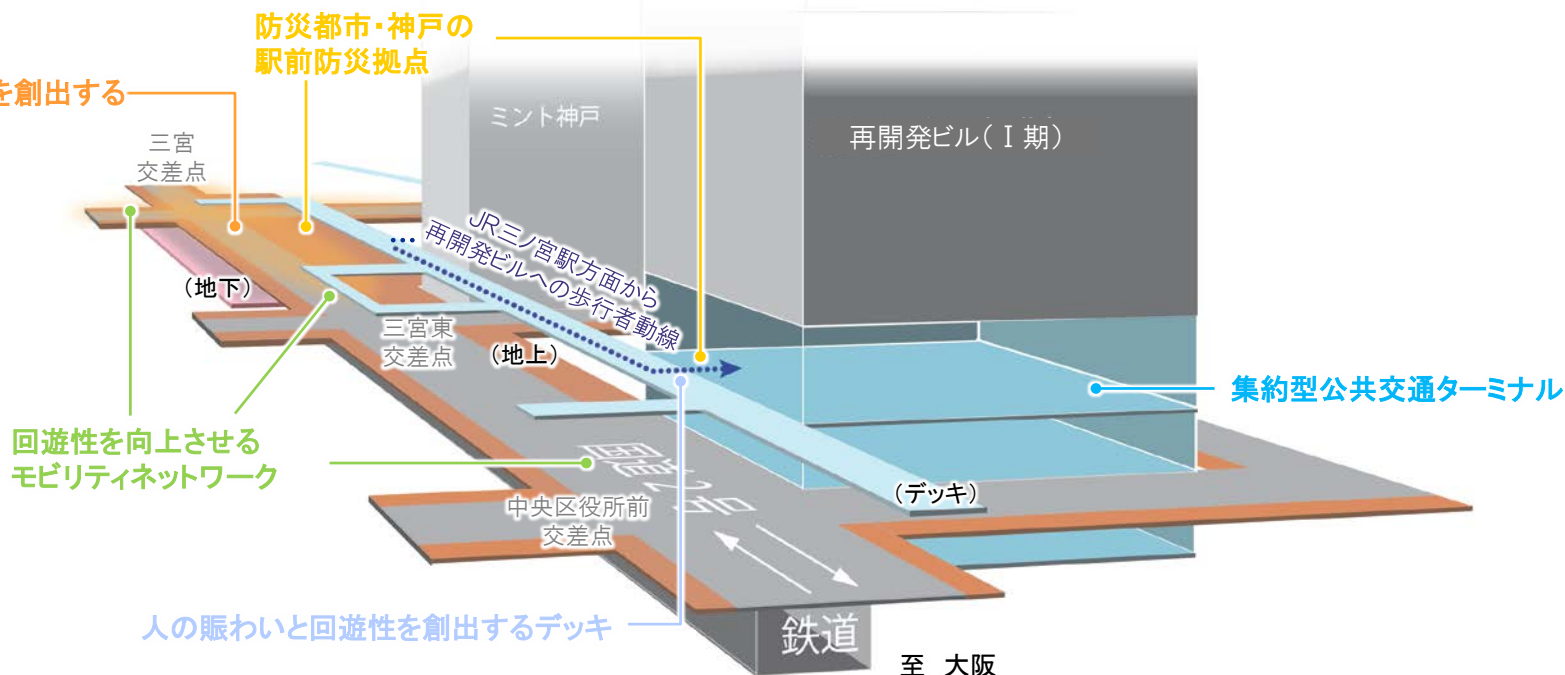 防災都市・神戸の
駅前防災拠点
を創出する
ミント神戸
再開発ビル(Ⅰ期)
三宮
交差点
JR三ノ宮駅方面から
再開発ビルへの歩行者動線
…
(地下)
三宮東
交差点
(地上)
集約型公共交通ターミナル
回遊性を向上させる
モビリティネットワーク
国道2号
(デッキ)
中央区役所前
交差点
人の賑わいと回遊性を創出するデッキ
鉄道
至 大阪